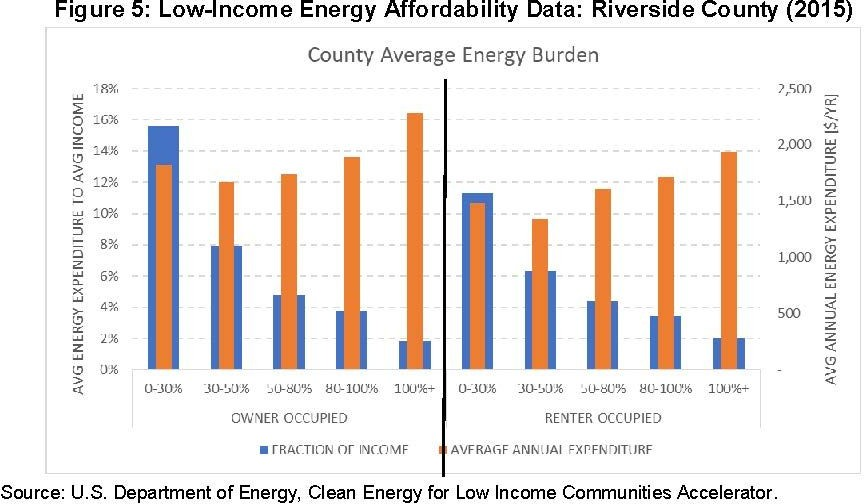 Figure 5: Low-Income Energy Affordability Data: Riverside County (2015)
County Average Energy Burden
AVG ENERGY EXPENDITURE TO AVG INCOME
18%
16%
14%
12%
10%
8%
6%
4%
2%
0%
2,500
2,000
1,500
1,000
500
-
AVG ANNUAL ENERGY EXPENDITURE [$/YR]
0-30% 30-50% 50-80% 80-100% 100%+ 0-30% 30-50% 50-80% 80-100% 100%+
OWNER OCCUPIED RENTER OCCUPIED
FRACTION OF INCOME AVERAGE ANNUAL EXPENDITURE
Source: U.S. Department of Energy, Clean Energy for Low Income Communities Accelerator.